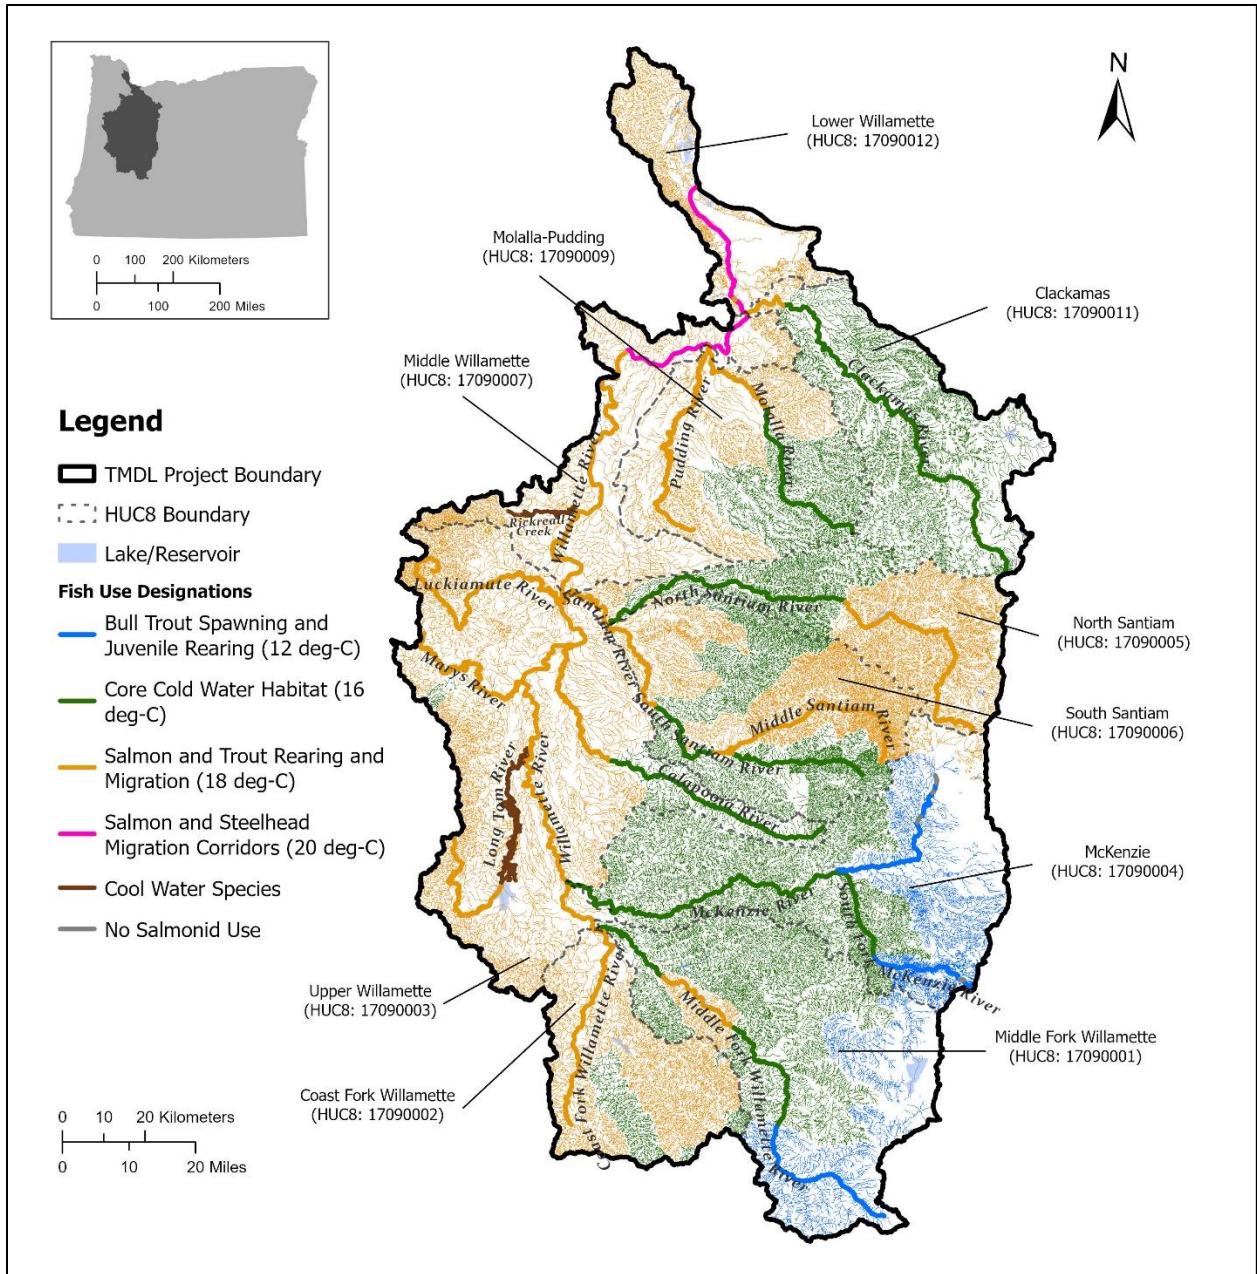 0 100 200 Kilometers
0 100 200 Miles
N
Lower Willamette
(HUC8: 17090012)
Molalla-Pudding
(HUC8: 17090009)
Clackamas
(HUC8: 17090011)
Middle Willamette
(HUC8: 17090007)
Legend
TMDL Project Boundary
HUC8 Boundary
Lake/Reservoir
Fish Use Designations
Bull Trout Spawning and
Juvenile Rearing (12 deg-C)
Core Cold Water Habitat (16
deg-C)
Salmon and Trout Rearing and
Migration (18 deg-C)
Salmon and Steelhead
Migration Corridors (20 deg-C)
Cool Water Species
No Salmonid Use
Clackamas River
Molalla River
Pudding River
Willamette River
Rickreall
Creek
Luckiamute River
Santiam River
North Santiam River
North Santiam
(HUC8: 17090005)
Marys River
South Santiam River
Middle Santiam River
South Santiam
(HUC8: 17090006)
Long Tom River
Willamette River
Calapooia River
McKenzie
(HUC8: 17090004)
McKenzie River
South Fork McKenzie River
Upper Willamette
(HUC8: 17090003)
Middle Fork Willamette River
Middle Fork Willamette
(HUC8: 17090001)
Coast Fork Willamette River
Coast Fork Willamette
(HUC8: 17090002)
0 10 20 Kilometers
0 10 20 Miles